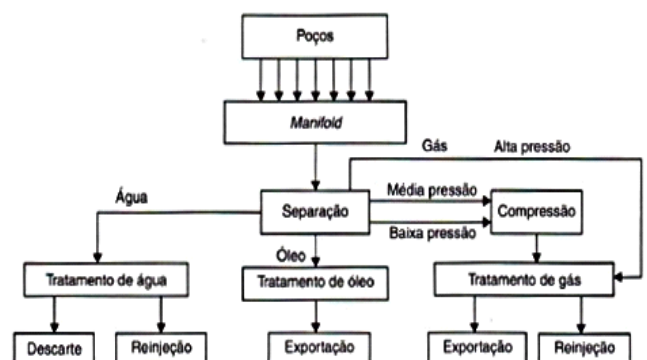 Poços
Manifold
Gás Alta pressão
Água
Média pressão
Separação
Compressão
Baixa pressão
Óleo
Tratamento de água
Tratamento de óleo
Tratamento de gás
Descarte
Reinjeção
Exportação
Exportação
Reinjeção